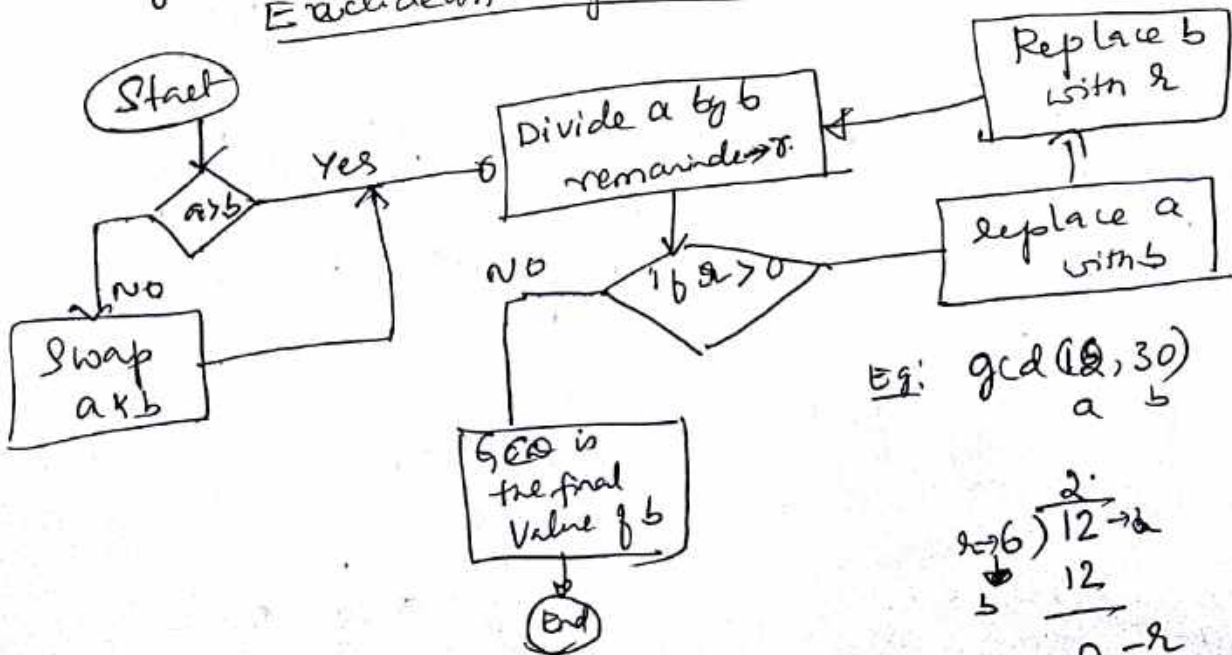 Start
a>b
Yes
NO
Swap
a & b
Divide a by b
remainde→r.
Replace b
with r
replace a
with b
NO
if r > 0
GCD is
the final
Value of b
End
Eg: gcd (12, 30)
a b
2.
r→6) 12 →a
b
12
0 -r